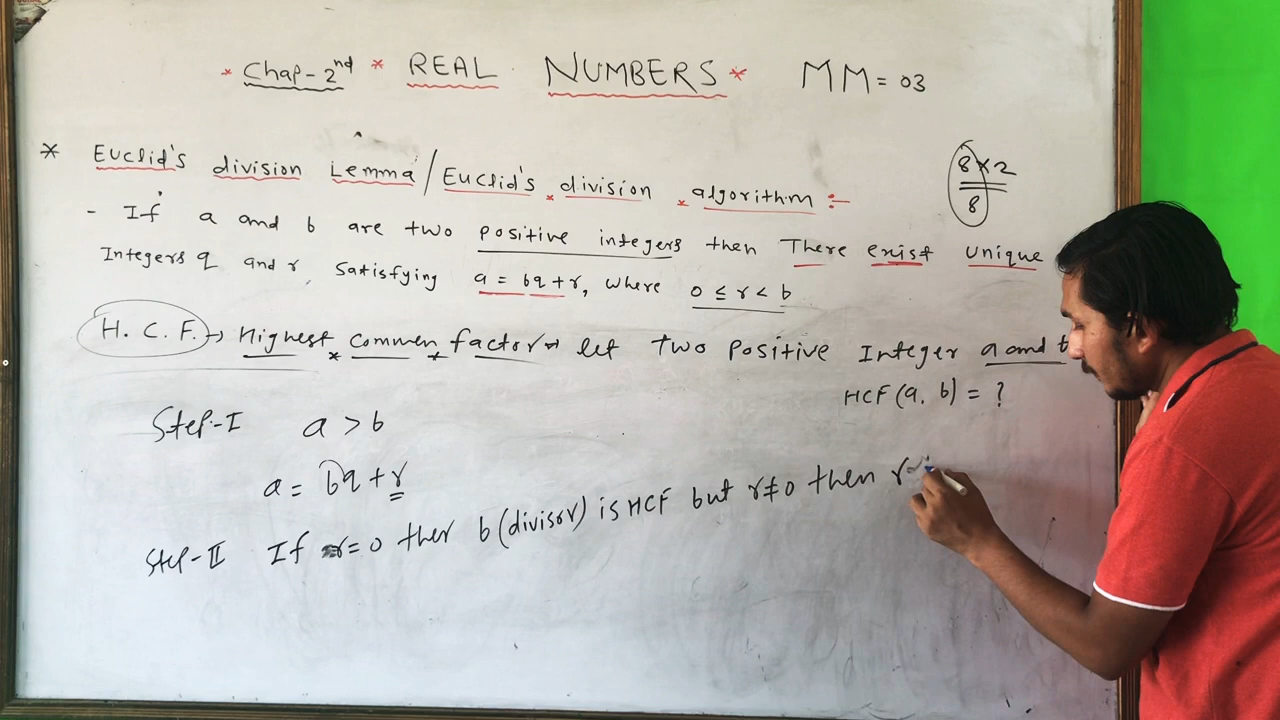 * Chap-2nd * REAL NUMBERS * MM = 03
* Euclid's division Lemma / Euclid's division algorithm :-
8 × 2
8
- If a and b are two positive integers then There exist unique
Integers q and r satisfying a = bq + r, where 0 ≤ r < b
H. C. F. → Highest common factor → let two positive Integer a and b
HCF (a, b) = ?
Step-I a > b
a = bq + r
Step-II If r = 0 then b (divisor) is HCF but r ≠ 0 then r